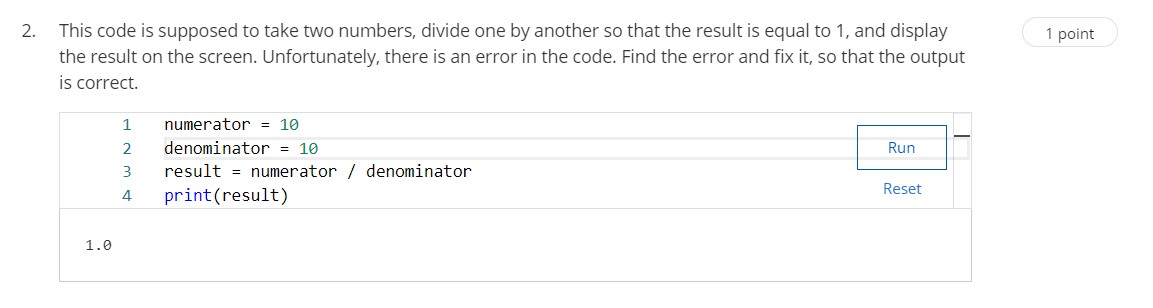 2. This code is supposed to take two numbers, divide one by another so that the result is equal to 1, and display
1 point
the result on the screen. Unfortunately, there is an error in the code. Find the error and fix it, so that the output
is correct.
1 numerator = 10
2 denominator = 10
Run
3 result = numerator / denominator
4 print(result)
Reset
1.0